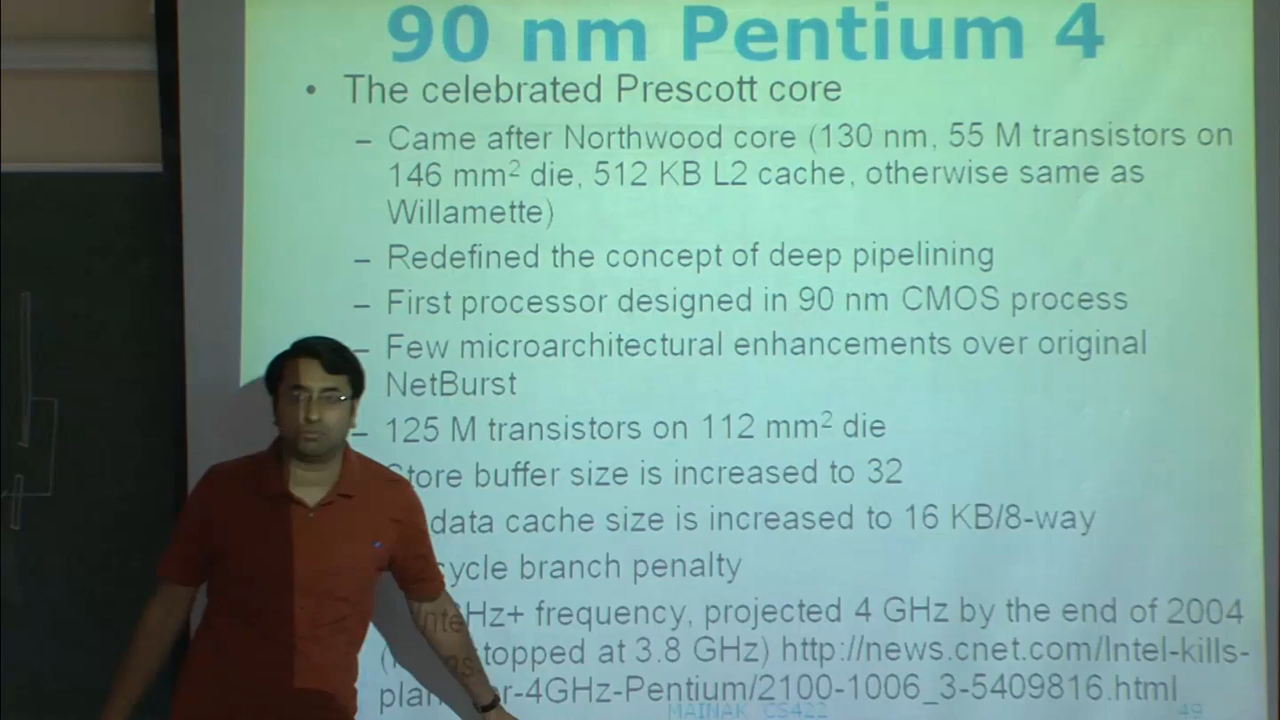 90 nm Pentium 4
• The celebrated Prescott core
– Came after Northwood core (130 nm, 55 M transistors on
146 mm² die, 512 KB L2 cache, otherwise same as
Willamette)
– Redefined the concept of deep pipelining
– First processor designed in 90 nm CMOS process
– Few microarchitectural enhancements over original
NetBurst
– 125 M transistors on 112 mm² die
buffer size is increased to 32
data cache size is increased to 16 KB/8-way
branch penalty
frequency, projected 4 GHz by the end of 2004
at 3.8 GHz) http://news.cnet.com/Intel-kills-
r-4GHz-Pentium/2100-1006_3-5409816.html
MAINAK CS422 49